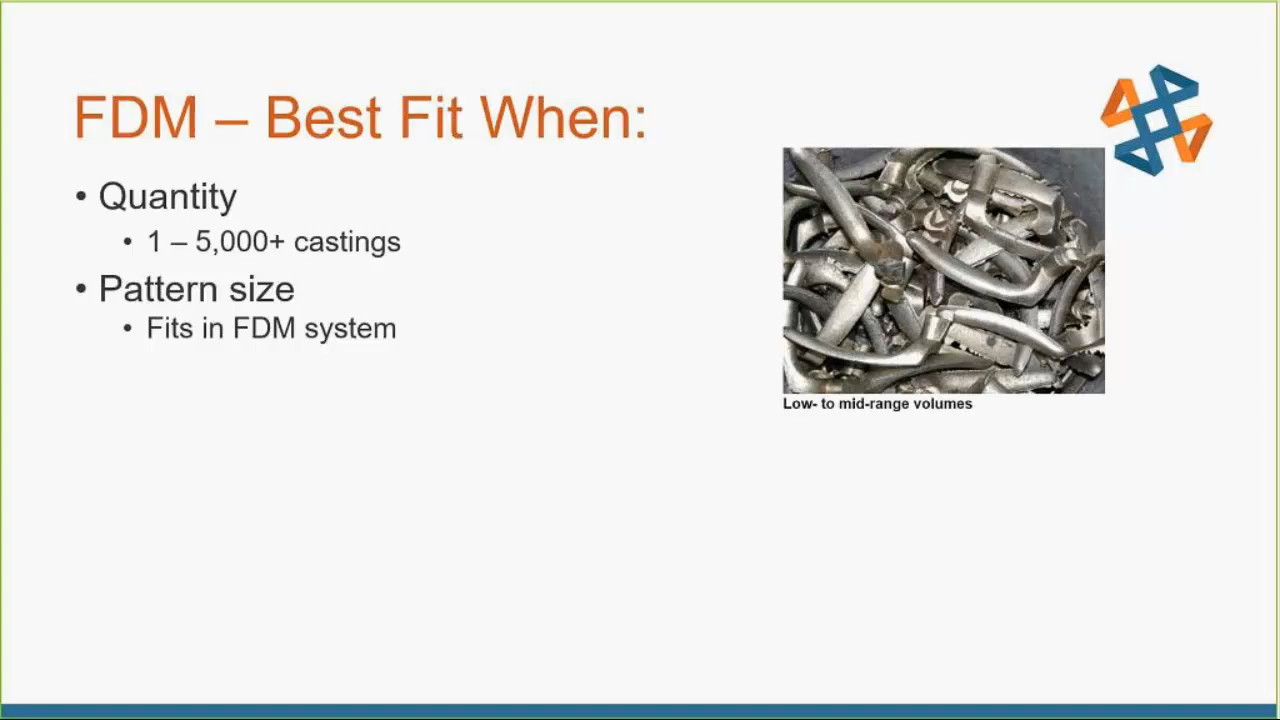 FDM – Best Fit When:
• Quantity
• 1 – 5,000+ castings
• Pattern size
• Fits in FDM system
Low- to mid-range volumes